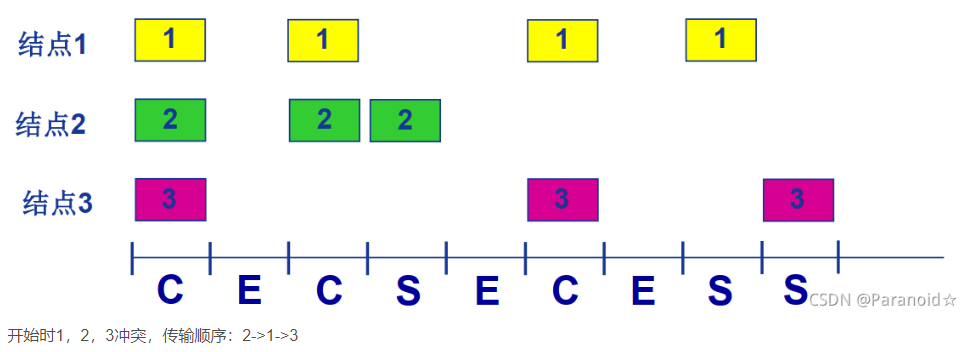 结点1 1 1 1 1
结点2 2 2 2
结点3 3 3 3
C E C S E C E S S
CSDN @Paranoid☆
开始时1，2，3冲突，传输顺序：2->1->3